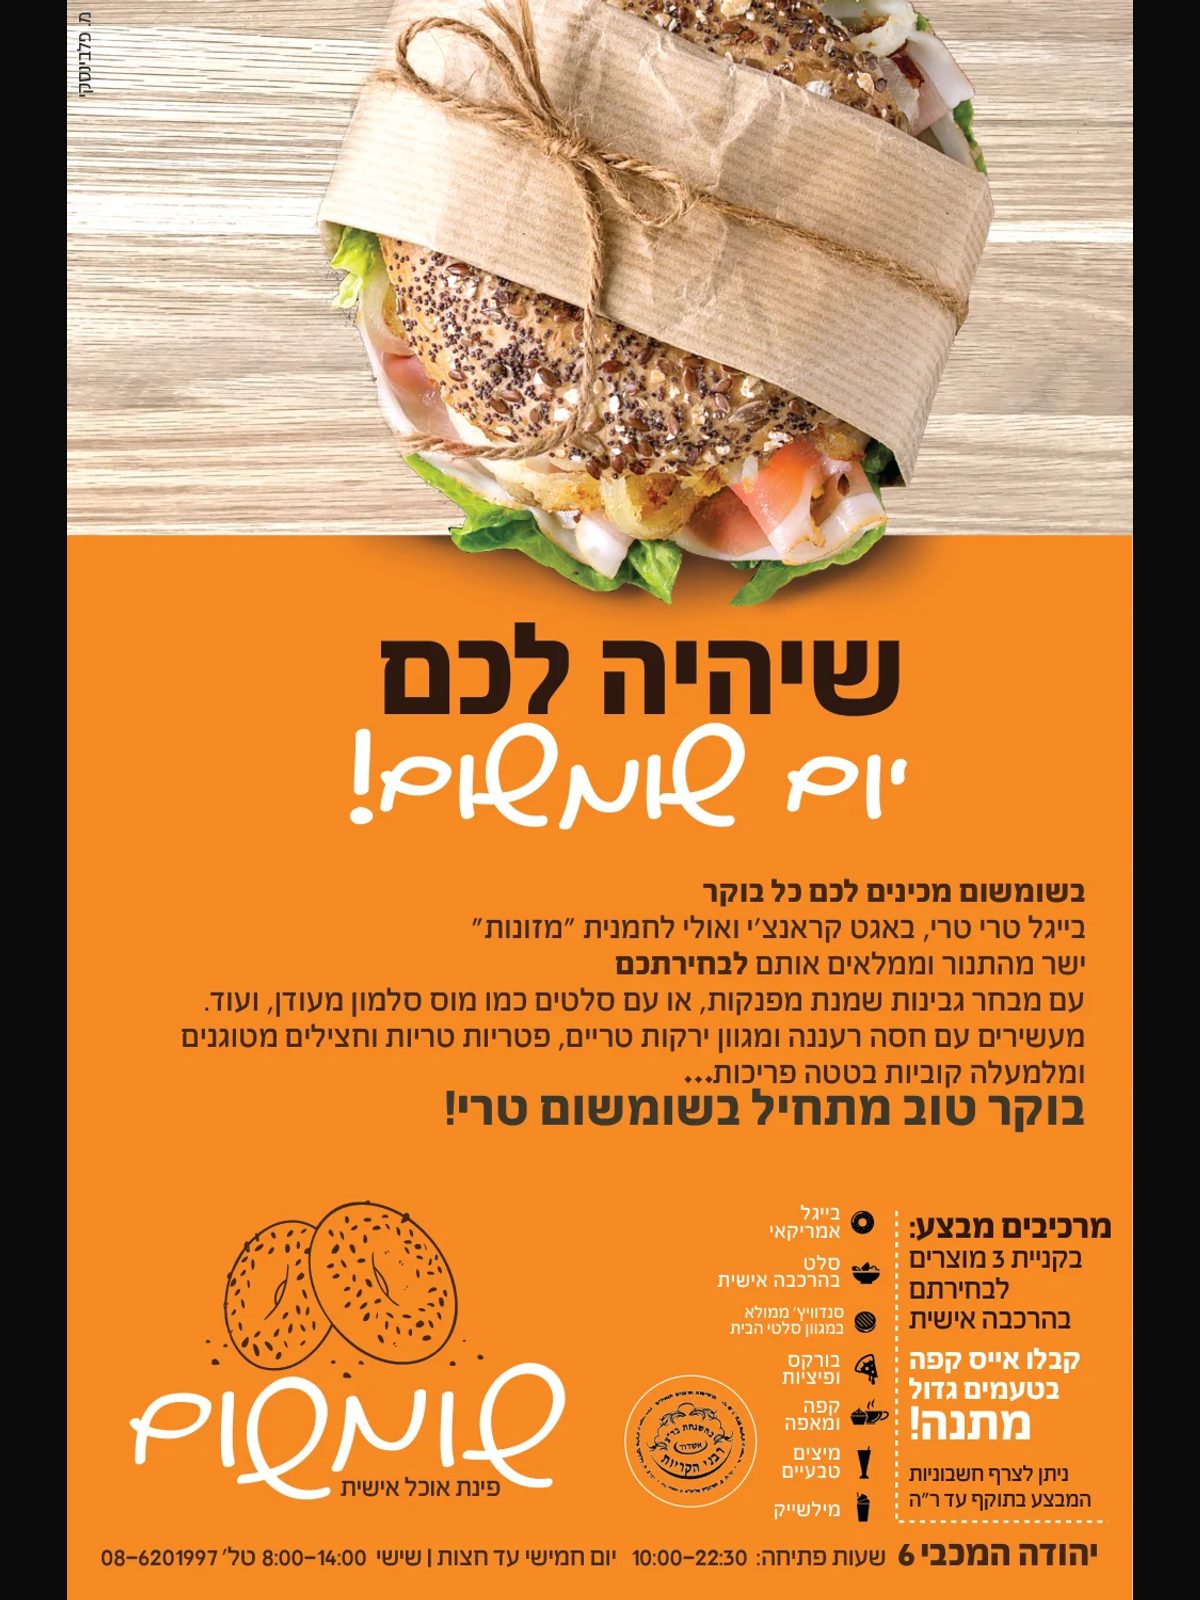 מ. פלביינסקי
שיהיה לכם
יום שומשום!
בשומשום מכינים לכם כל בוקר
בייגל טרי טרי, באגט קראנצ'י ואולי לחמנית "מזונות"
ישר מהתנור וממלאים אותם לבחירתכם
עם מבחר גבינות שמנת מפנקות, או עם סלטים כמו מוס סלמון מעודן, ועוד.
מעשירים עם חסה רעננה ומגוון ירקות טריים, פטריות טריות וחצילים מטוגנים
ומלמעלה קוביות בטטה פריכות...
בוקר טוב מתחיל בשומשום טרי!
מרכיבים מבצע:
בקניית 3 מוצרים
לבחירתם
בהרכבה אישית
קבלו אייס קפה
בטעמים גדול
מתנה!
ניתן לצרף חשבוניות
המבצע בתוקף עד ר"ה
בייגל
אמריקאי
סלט
בהרכבה אישית
סנדוויץ' ממולא
במגוון סלטי הבית
בורקס
ופיציות
קפה
ומאפה
מיצים
טבעיים
מילשייק
בהשגחת בד"צ
אשדוד
רבני הקריות
שומשום
פינת אוכל אישית
יהודה המכבי 6 שעות פתיחה: 10:00-22:30 יום חמישי עד חצות | שישי 8:00-14:00 טל' 08-6201997